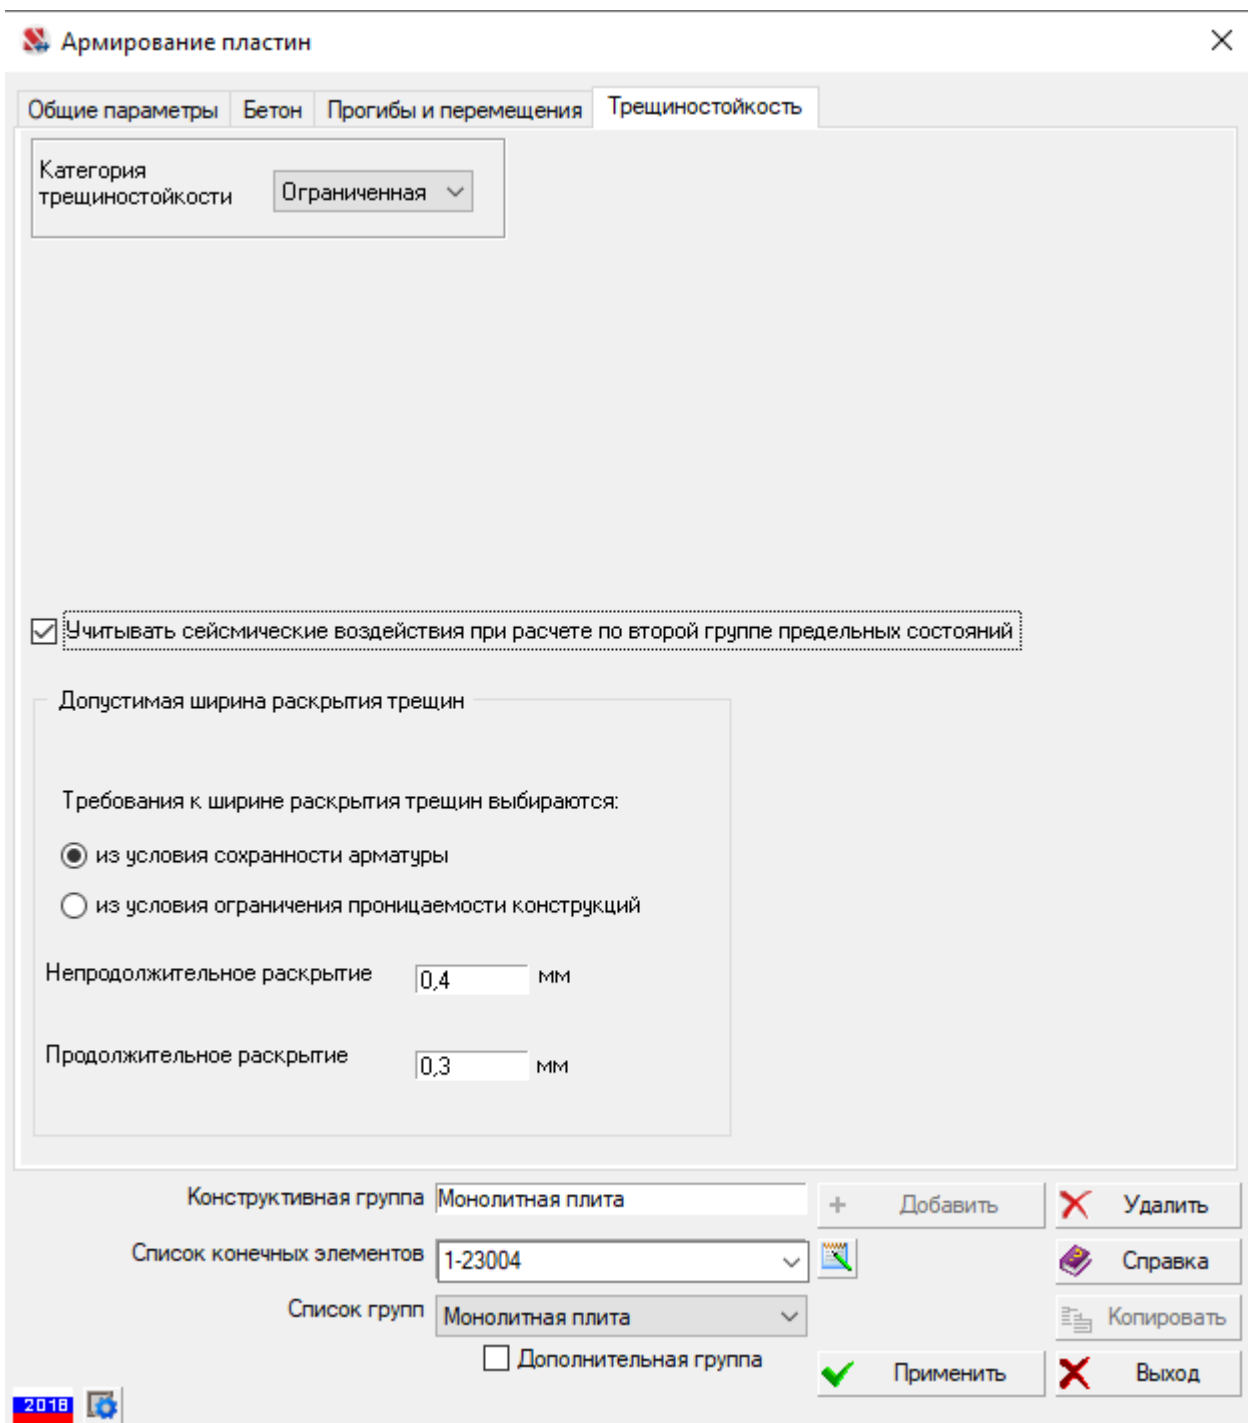 Армирование пластин
Общие параметры Бетон Прогибы и перемещения Трещиностойкость
Категория
трещиностойкости
Ограниченная
Учитывать сейсмические воздействия при расчете по второй группе предельных состояний
Допустимая ширина раскрытия трещин
Требования к ширине раскрытия трещин выбираются:
из условия сохранности арматуры
из условия ограничения проницаемости конструкций
Непродолжительное раскрытие 0,4 мм
Продолжительное раскрытие 0,3 мм
Конструктивная группа Монолитная плита Добавить Удалить
Список конечных элементов 1-23004 Справка
Список групп Монолитная плита Копировать
Дополнительная группа Применить Выход
2018